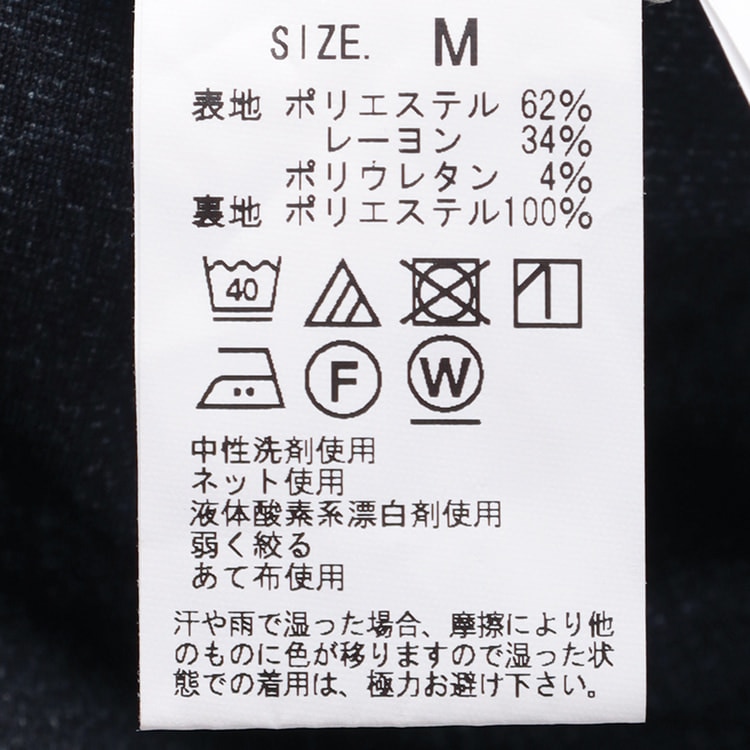 SIZE. M
表地 ポリエステル 62%
レーヨン 34%
ポリウレタン 4%
裏地 ポリエステル100%
40
F W
中性洗剤使用
ネット使用
液体酸素系漂白剤使用
弱く絞る
あて布使用
汗や雨で湿った場合、摩擦により他
のものに色が移りますので湿った状
態での着用は、極力お避け下さい。